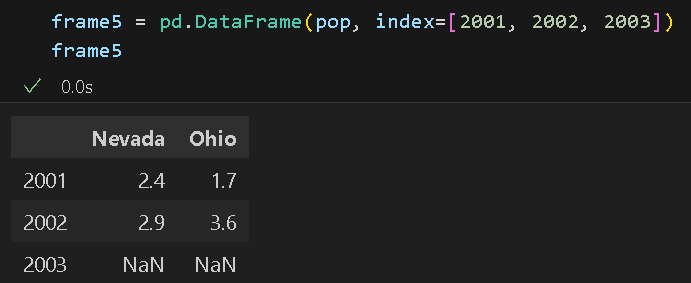 frame5 = pd.DataFrame(pop, index=[2001, 2002, 2003])
frame5
0.0s
Nevada Ohio
2001 2.4 1.7
2002 2.9 3.6
2003 NaN NaN